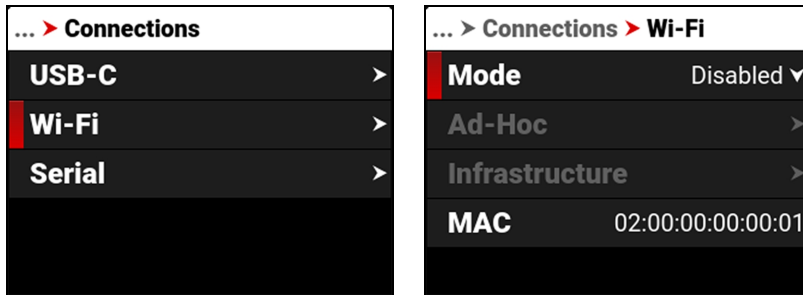 ... > Connections
USB-C >
Wi-Fi >
Serial >
... > Connections > Wi-Fi
Mode Disabled
Ad-Hoc >
Infrastructure >
MAC 02:00:00:00:00:01